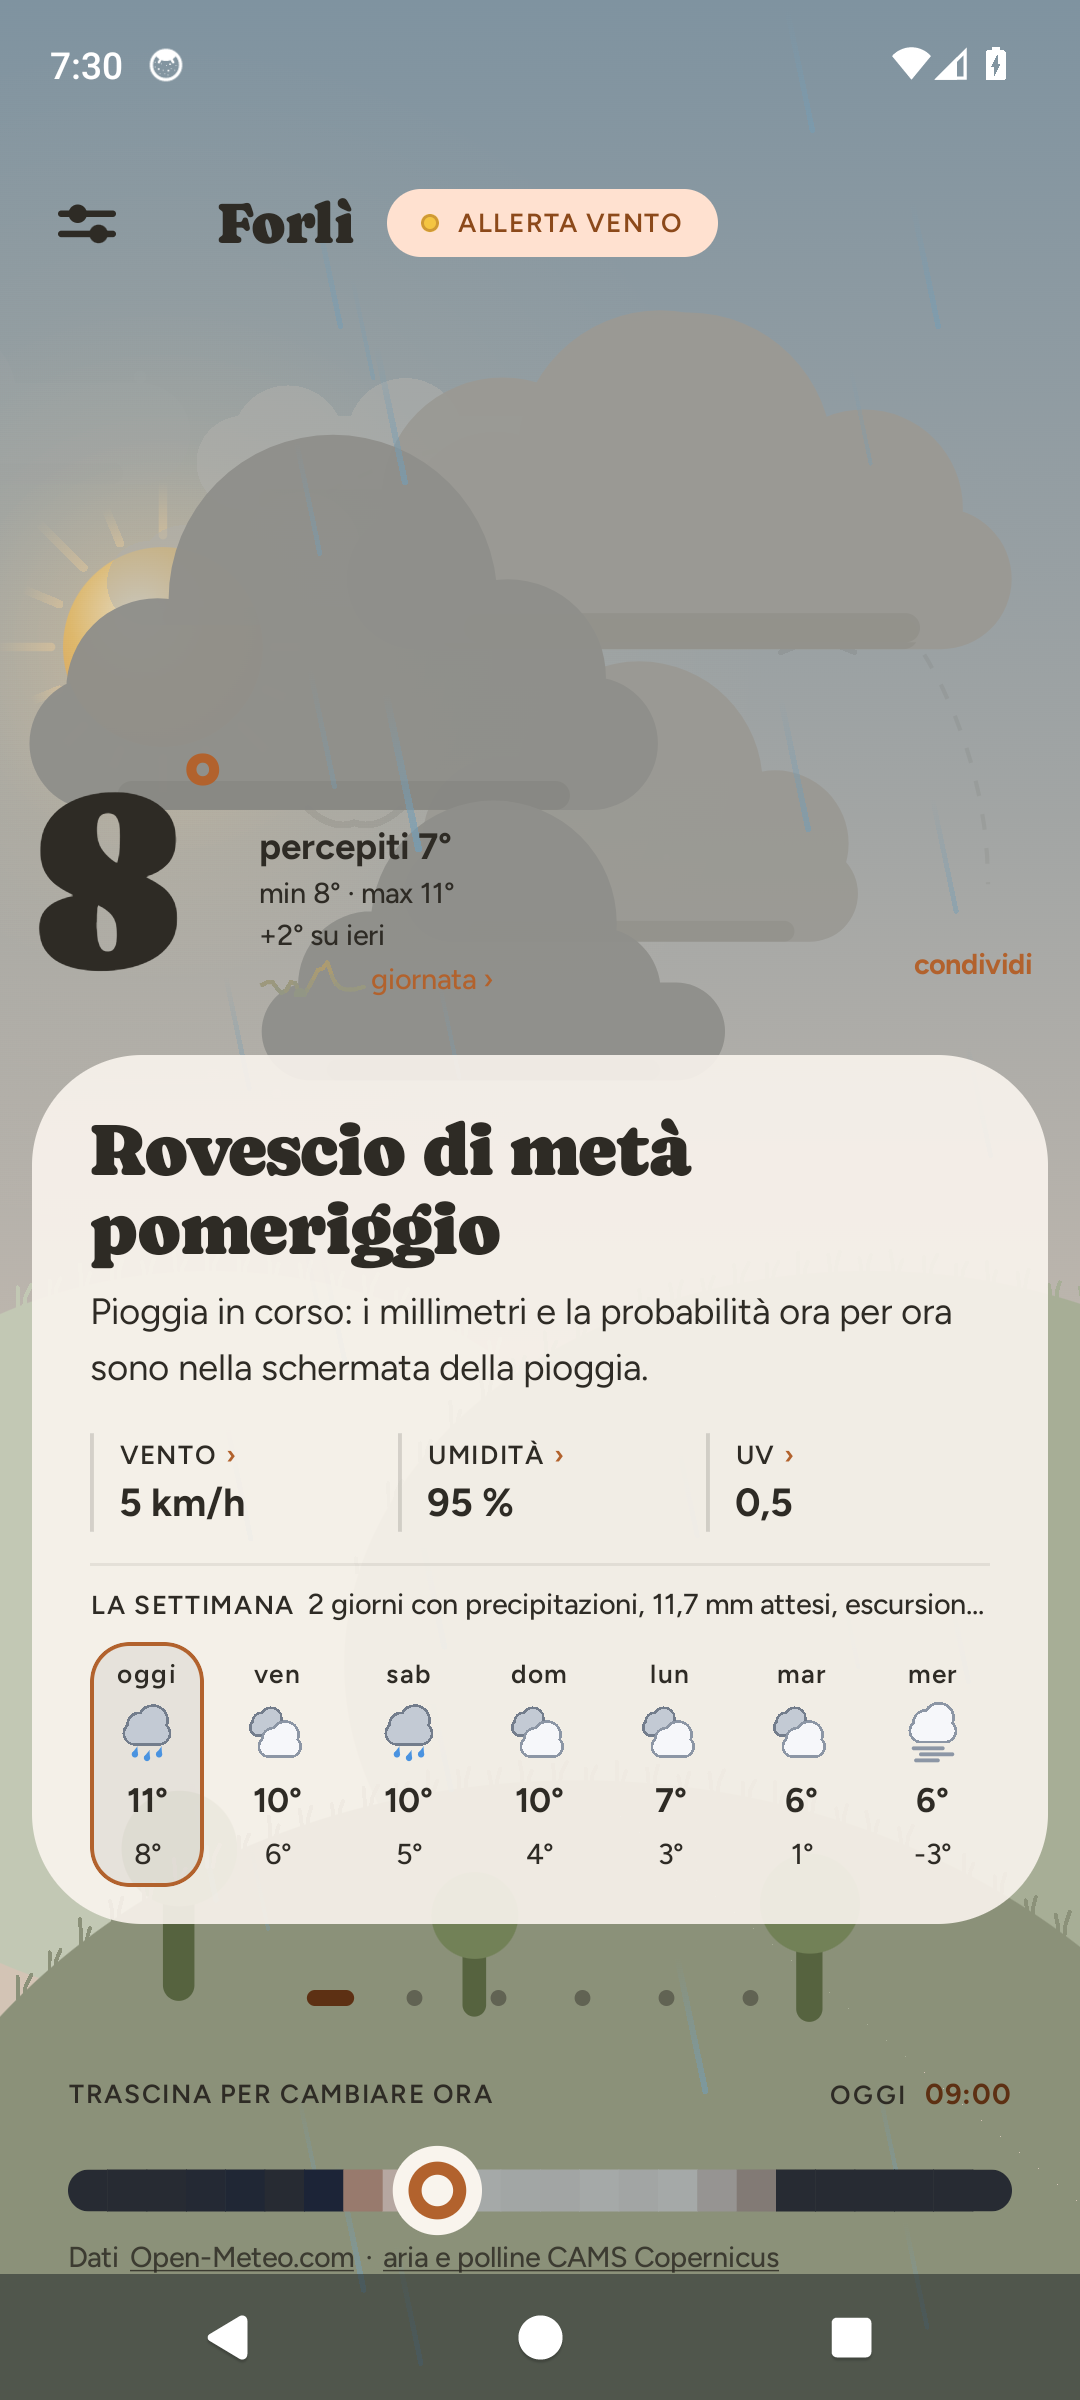 7:30
Forlì
ALLERTA VENTO
8
percepiti 7°
min 8° · max 11°
+2° su ieri
giornata ›
condividi
Rovescio di metà
pomeriggio
Pioggia in corso: i millimetri e la probabilità ora per ora
sono nella schermata della pioggia.
VENTO › UMIDITÀ › UV ›
5 km/h 95 % 0,5
LA SETTIMANA 2 giorni con precipitazioni, 11,7 mm attesi, escursion...
oggi ven sab dom lun mar mer
11° 10° 10° 10° 7° 6° 6°
8° 6° 5° 4° 3° 1° -3°
TRASCINA PER CAMBIARE ORA OGGI 09:00
Dati Open-Meteo.com · aria e polline CAMS Copernicus